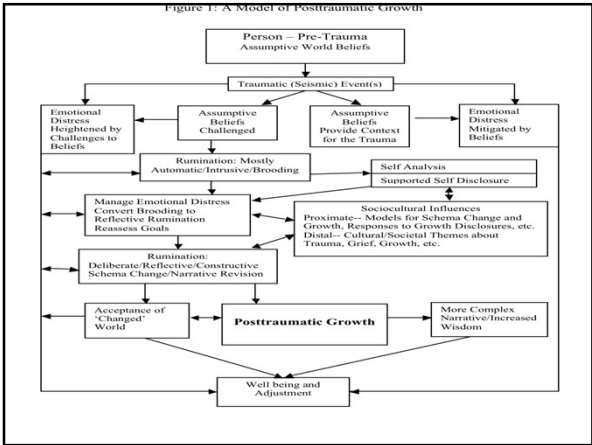 Figure 1: A Model of Posttraumatic Growth
Person – Pre-Trauma
Assumptive World Beliefs
Traumatic (Seismic) Event(s)
Emotional
Distress
Heightened by
Challenges to
Beliefs
Assumptive
Beliefs
Challenged
Assumptive
Beliefs
Provide Context
for the Trauma
Emotional
Distress
Mitigated by
Beliefs
Rumination: Mostly
Automatic/Intrusive/Brooding
Self Analysis
Supported Self Disclosure
Manage Emotional Distress
Convert Brooding to
Reflective Rumination
Reassess Goals
Sociocultural Influences
Proximate-- Models for Schema Change and
Growth, Responses to Growth Disclosures, etc.
Distal-- Cultural/Societal Themes about
Trauma, Grief, Growth, etc.
Rumination:
Deliberate/Reflective/Constructive
Schema Change/Narrative Revision
Acceptance of
‘Changed’
World
Posttraumatic Growth
More Complex
Narrative/Increased
Wisdom
Well being and
Adjustment